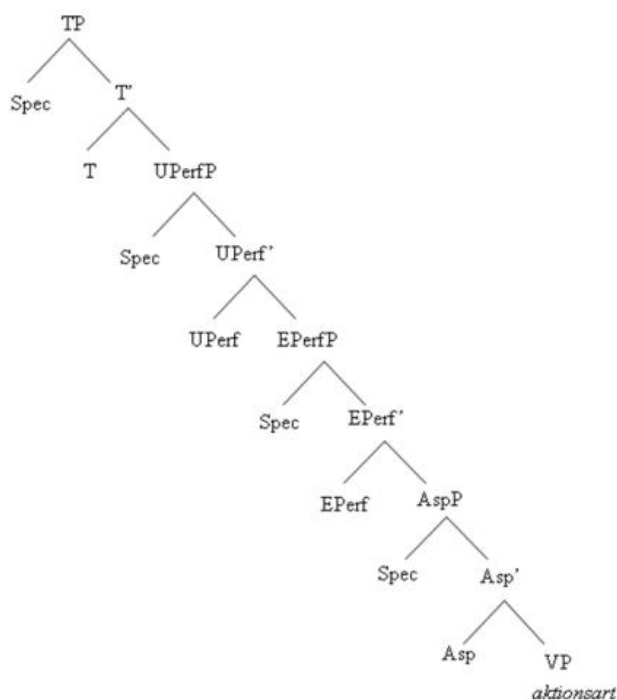 TP
Spec T’
T UPerfP
Spec UPerf’
UPerf EPerfP
Spec EPerf’
EPerf AspP
Spec Asp’
Asp VP
aktionsart